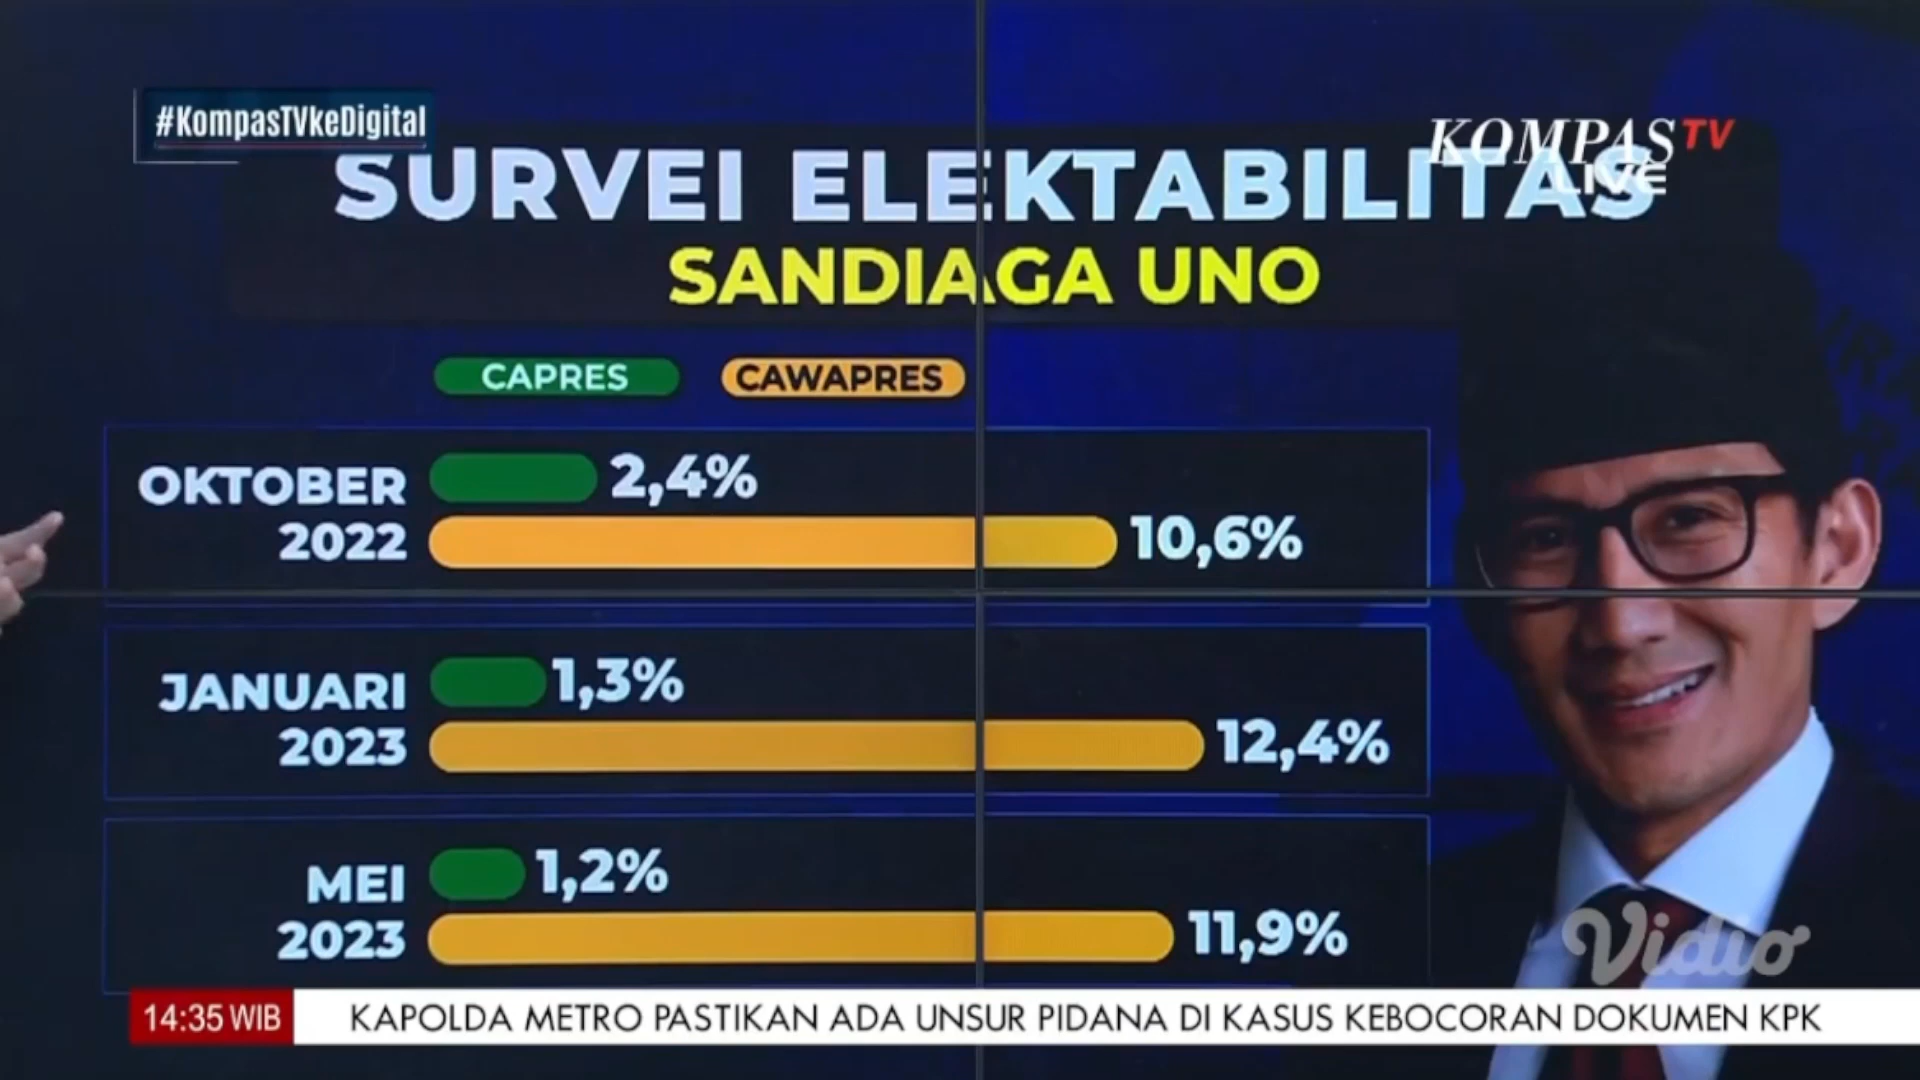 #KompasTVkeDigital
KOMPASTV
LIVE
SURVEI ELEKTABILITAS
SANDIAGA UNO
CAPRES CAWAPRES
OKTOBER 2022
2,4%
10,6%
JANUARI 2023
1,3%
12,4%
MEI 2023
1,2%
11,9%
Vidio
14:35 WIB KAPOLDA METRO PASTIKAN ADA UNSUR PIDANA DI KASUS KEBOCORAN DOKUMEN KPK